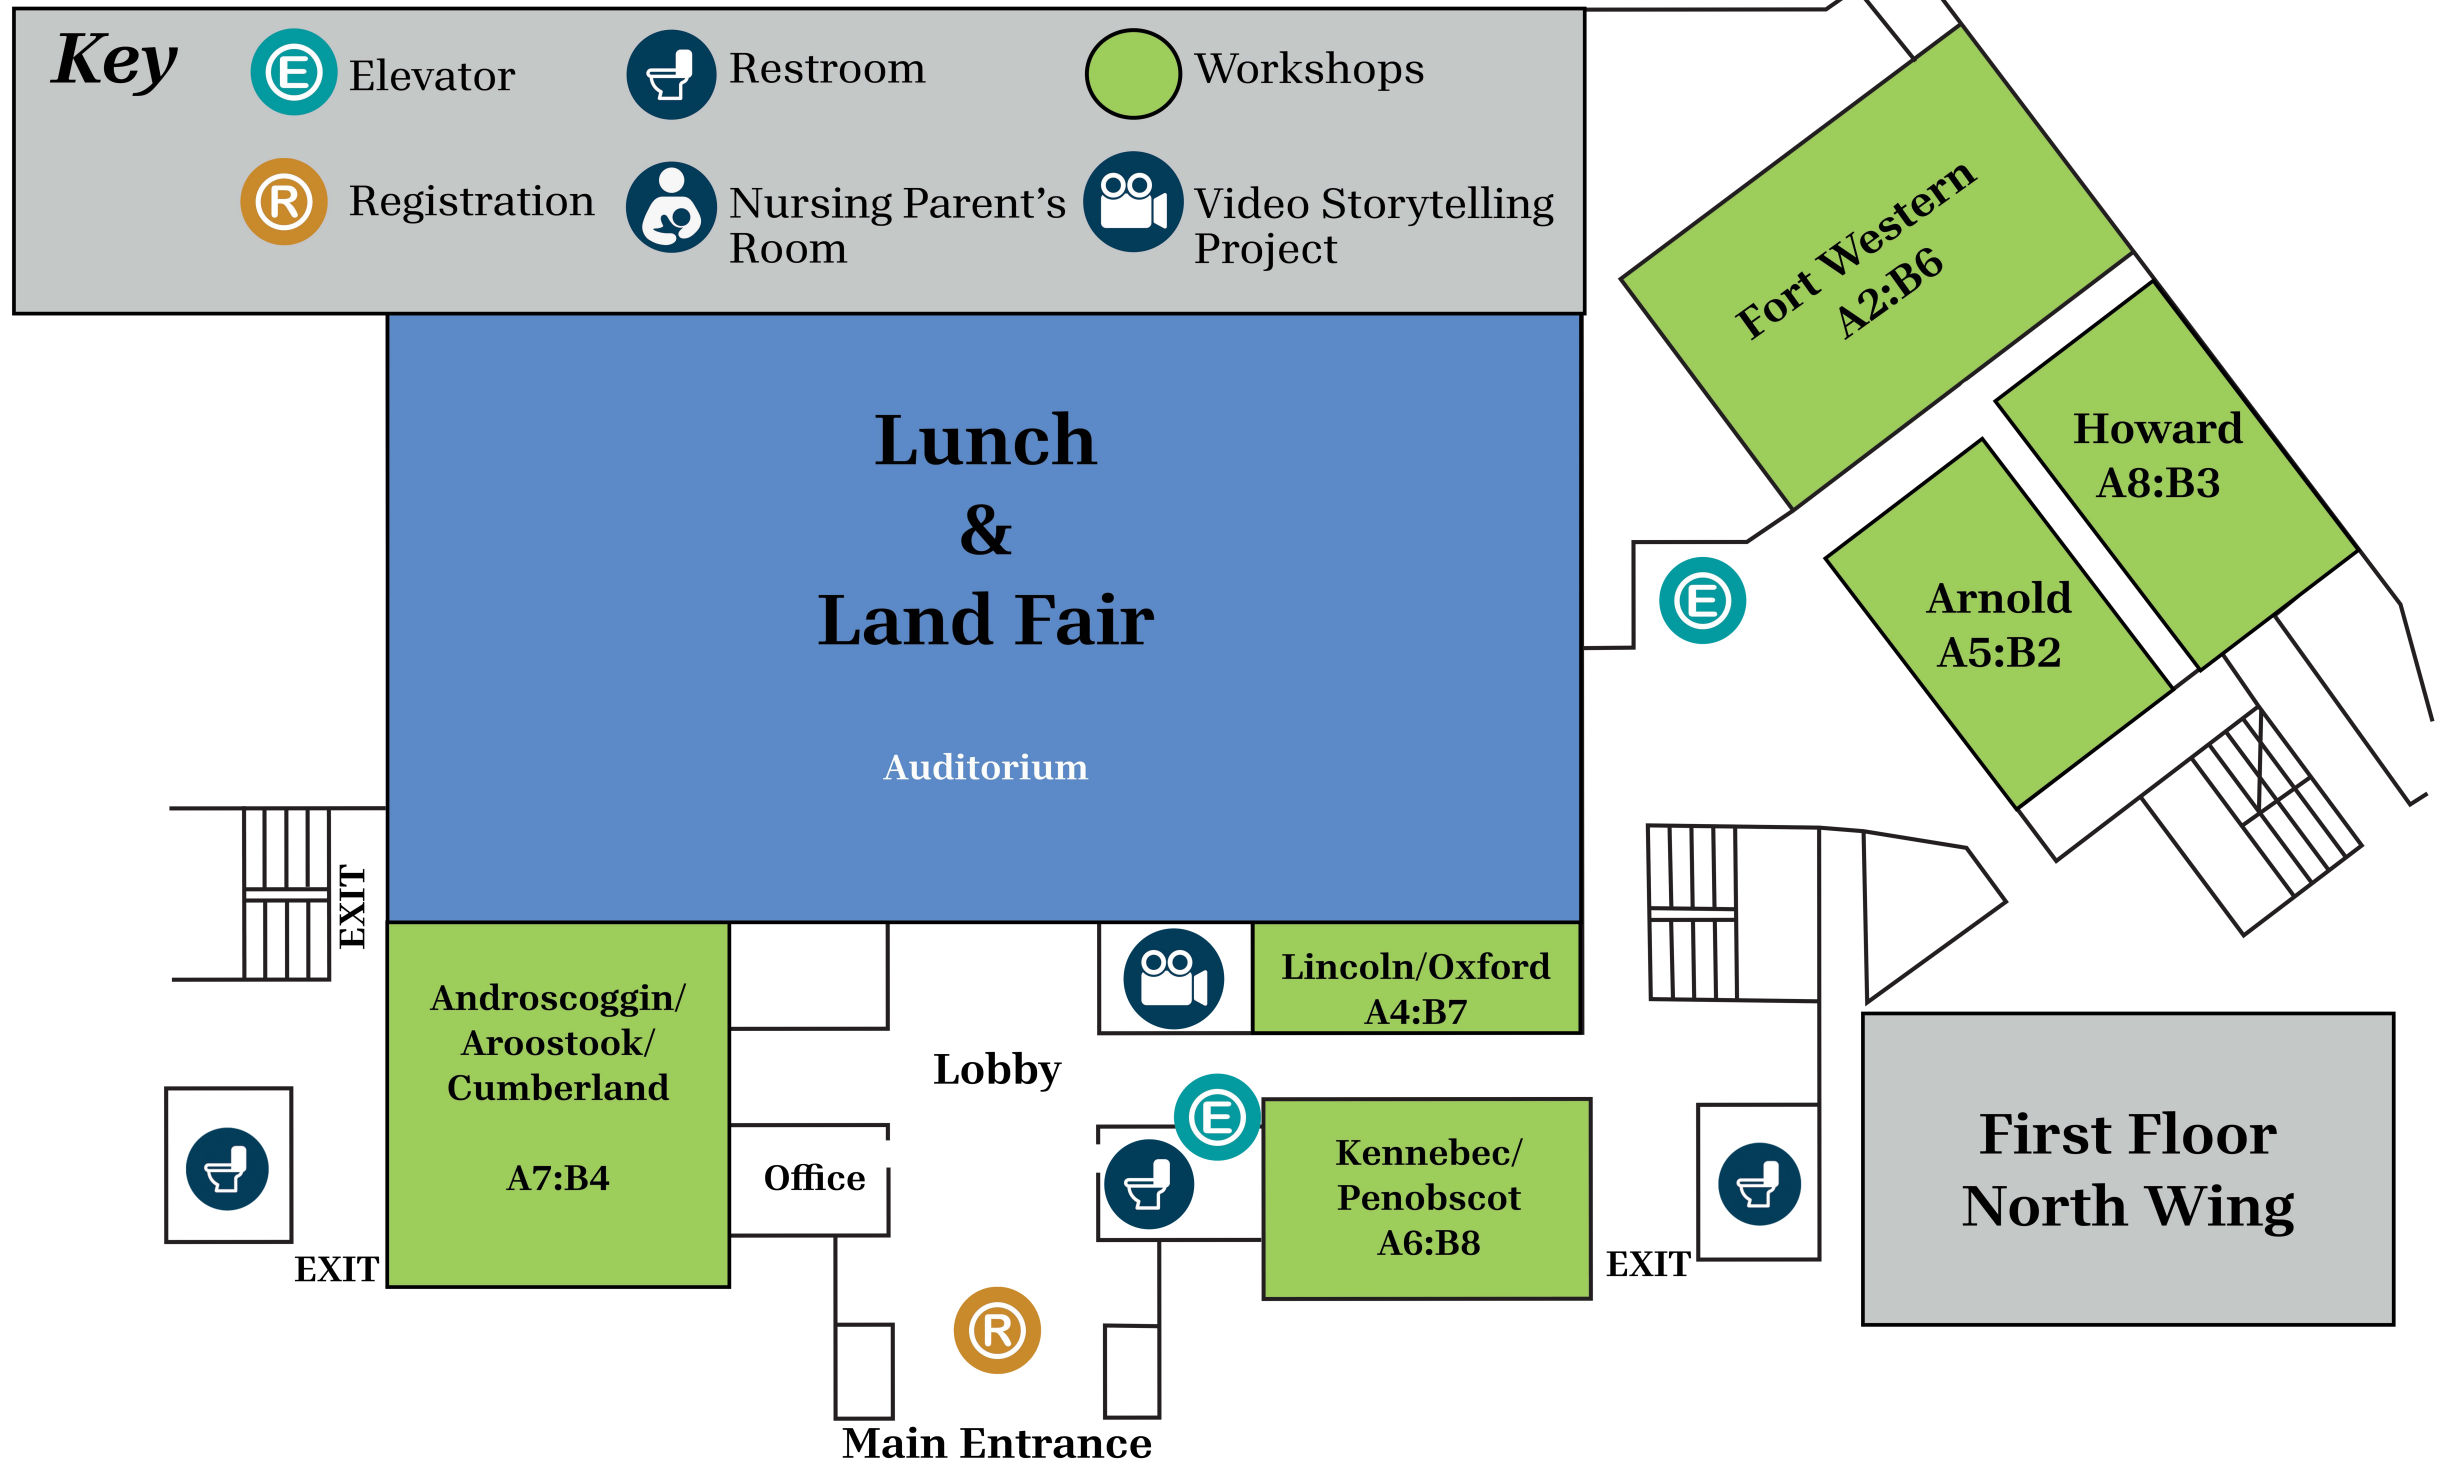 Key
Elevator
Restroom
Workshops
Registration
Nursing Parent’s
Room
Video Storytelling
Project
Fort Western
A2:B6
Howard
A8:B3
Arnold
A5:B2
Lunch
&
Land Fair
Auditorium
EXIT
Androscoggin/
Aroostook/
Cumberland
A7:B4
Lincoln/Oxford
A4:B7
Lobby
Office
Kennebec/
Penobscot
A6:B8
EXIT
EXIT
First Floor
North Wing
E
E
E
R
R
Main Entrance